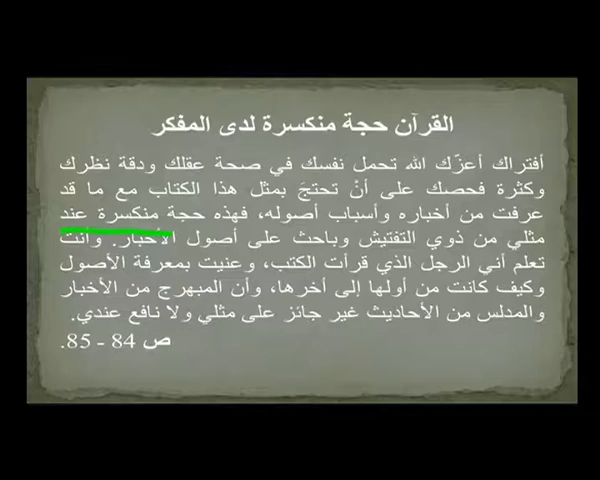 القرآن حجة منكسرة لدى المفكر
أفتراك أعزّك الله تحمل نفسك في صحة عقلك ودقة نظرك
وكثرة فحصك على أنْ تحتجَ بمثل هذا الكتاب مع ما قد
عرفت من أخباره وأسباب أصوله، فهذه حجة منكسرة عند
مثلي من ذوي التفتيش وباحث على أصول الأخبار. وأنت
تعلم أني الرجل الذي قرأت الكتب، وعنيت بمعرفة الأصول
وكيف كانت من أولها إلى أخرها، وأن المبهرج من الأخبار
والمدلس من الأحاديث غير جائز على مثلي ولا نافع عندي.
ص 84 - 85.